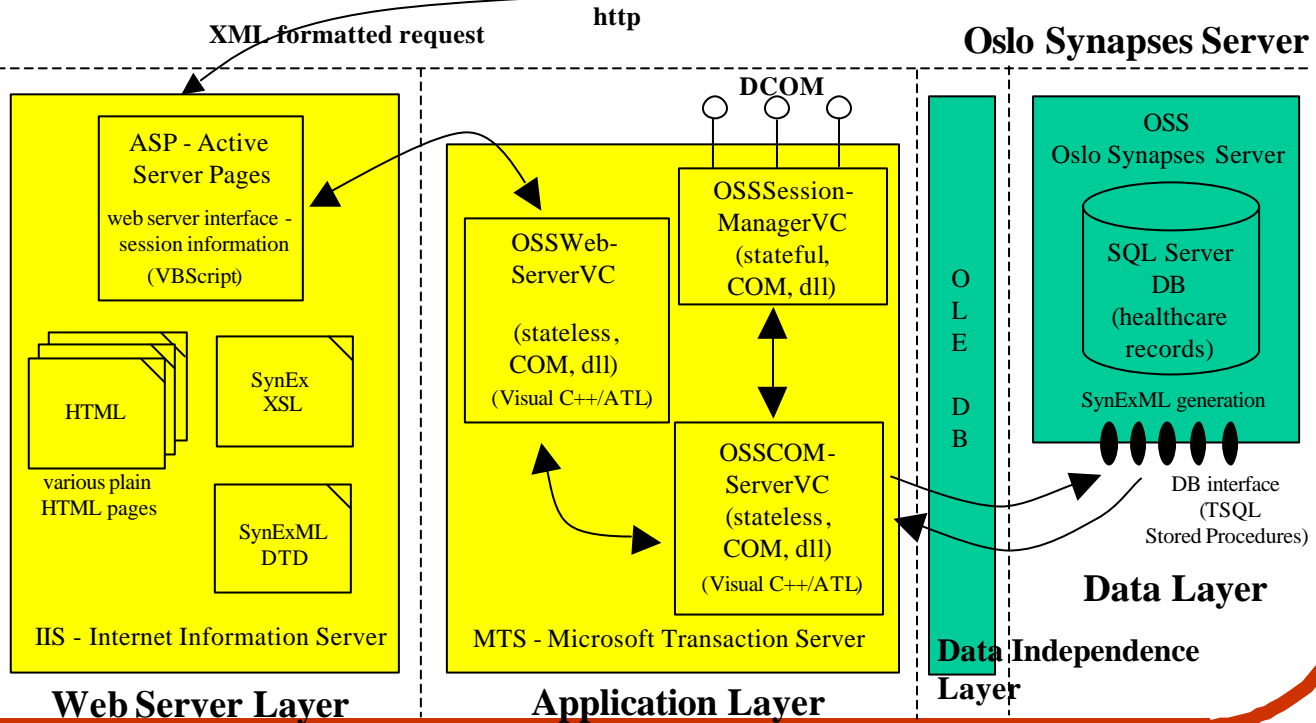 http
XML formatted request
Oslo Synapses Server
ASP - Active
Server Pages
web server interface -
session information
(VBScript)
HTML
various plain
HTML pages
SynEx
XSL
SynExML
DTD
IIS - Internet Information Server
Web Server Layer
DCOM
OSSWeb-
ServerVC
(stateless,
COM, dll)
(Visual C++/ATL)
OSSSession-
ManagerVC
(stateful,
COM, dll)
OSSCOM-
ServerVC
(stateless,
COM, dll)
(Visual C++/ATL)
MTS - Microsoft Transaction Server
Application Layer
O
L
E
D
B
Data Independence
Layer
OSS
Oslo Synapses Server
SQL Server
DB
(healthcare
records)
SynExML generation
DB interface
(TSQL
Stored Procedures)
Data Layer